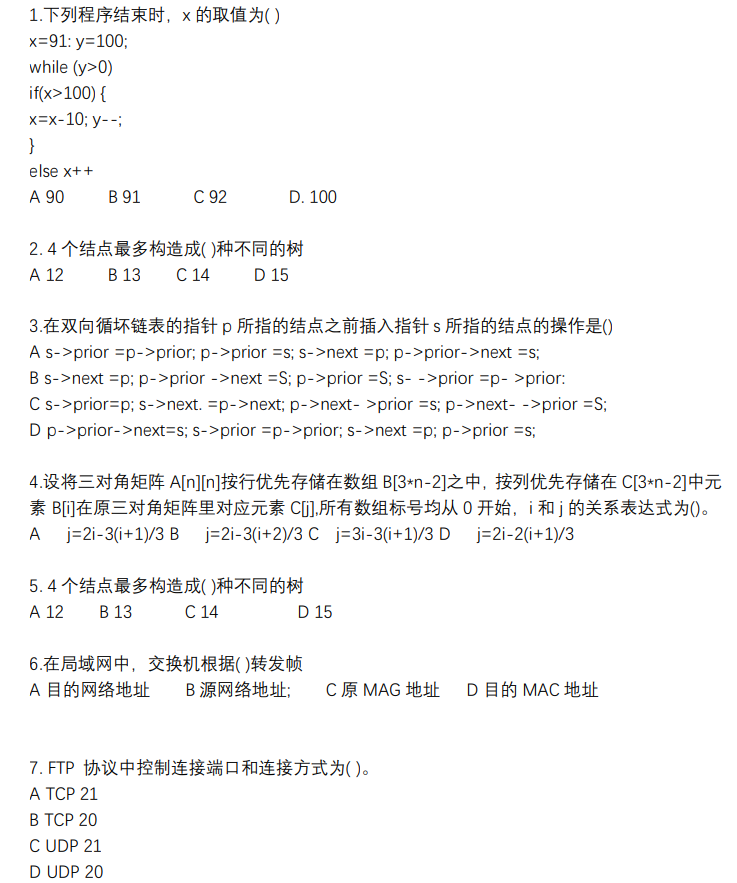 1.下列程序结束时，x 的取值为( )
x=91: y=100;
while (y>0)
if(x>100) {
x=x-10; y--;
}
else x++
A 90 B 91 C 92 D. 100
2. 4 个结点最多构造成( )种不同的树
A 12 B 13 C 14 D 15
3.在双向循坏链表的指针 p 所指的结点之前插入指针 s 所指的结点的操作是()
A s->prior =p->prior; p->prior =s; s->next =p; p->prior->next =s;
B s->next =p; p->prior ->next =S; p->prior =S; s- ->prior =p- >prior:
C s->prior=p; s->next. =p->next; p->next- >prior =s; p->next- ->prior =S;
D p->prior->next=s; s->prior =p->prior; s->next =p; p->prior =s;
4.设将三对角矩阵 A[n][n]按行优先存储在数组 B[3*n-2]之中, 按列优先存储在 C[3*n-2]中元
素 B[i]在原三对角矩阵里对应元素 C[j],所有数组标号均从 0 开始，i 和 j 的关系表达式为()。
A j=2i-3(i+1)/3 B j=2i-3(i+2)/3 C j=3i-3(i+1)/3 D j=2i-2(i+1)/3
5. 4 个结点最多构造成( )种不同的树
A 12 B 13 C 14 D 15
6.在局域网中，交换机根据( )转发帧
A 目的网络地址 B 源网络地址; C 原 MAG 地址 D 目的 MAC 地址
7. FTP 协议中控制连接端口和连接方式为( )。
A TCP 21
B TCP 20
C UDP 21
D UDP 20